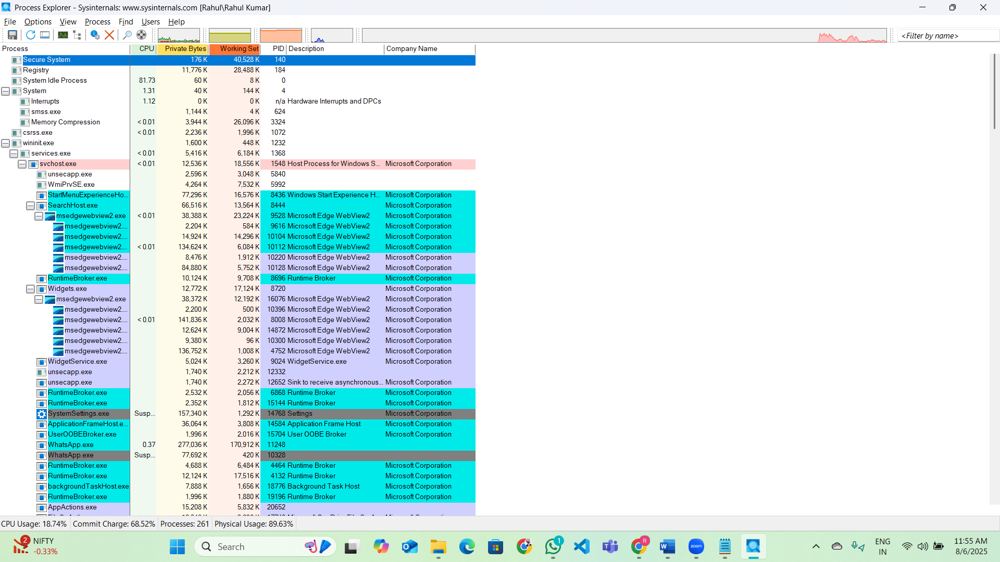 Process Explorer - Sysinternals: www.sysinternals.com [Rahul\Rahul Kumar]
File Options View Process Find Users Help
<Filter by name>
Process CPU Private Bytes Working Set PID Description Company Name
Secure System 176 K 40,528 K 140
Registry 11,776 K 28,488 K 184
System Idle Process 81.73 60 K 8 K 0
System 1.31 40 K 144 K 4
Interrupts 1.12 0 K 0 K n/a Hardware Interrupts and DPCs
smss.exe 1,144 K 4 K 624
Memory Compression < 0.01 3,944 K 26,096 K 3324
csrss.exe < 0.01 2,236 K 1,996 K 1072
wininit.exe 1,600 K 448 K 1232
services.exe < 0.01 5,416 K 6,184 K 1368
svchost.exe < 0.01 12,536 K 18,556 K 1548 Host Process for Windows S... Microsoft Corporation
unsecapp.exe 2,596 K 3,048 K 5840
WmiPrvSE.exe 4,264 K 7,532 K 5992
StartMenuExperienceHo... 77,296 K 16,576 K 8436 Windows Start Experience H... Microsoft Corporation
SearchHost.exe 66,516 K 13,564 K 8444 Microsoft Corporation
msedgewebview2.exe < 0.01 38,388 K 23,224 K 9528 Microsoft Edge WebView2 Microsoft Corporation
msedgewebview2.... 2,204 K 584 K 9616 Microsoft Edge WebView2 Microsoft Corporation
msedgewebview2.... 14,924 K 14,296 K 10104 Microsoft Edge WebView2 Microsoft Corporation
msedgewebview2.... < 0.01 134,624 K 6,084 K 10112 Microsoft Edge WebView2 Microsoft Corporation
msedgewebview2.... 8,476 K 1,912 K 10220 Microsoft Edge WebView2 Microsoft Corporation
msedgewebview2.... 84,880 K 5,752 K 10128 Microsoft Edge WebView2 Microsoft Corporation
RuntimeBroker.exe 10,124 K 9,708 K 8696 Runtime Broker Microsoft Corporation
Widgets.exe 12,772 K 17,124 K 8720 Microsoft Corporation
msedgewebview2.exe 38,372 K 12,192 K 16076 Microsoft Edge WebView2 Microsoft Corporation
msedgewebview2.... 2,200 K 500 K 10396 Microsoft Edge WebView2 Microsoft Corporation
msedgewebview2.... < 0.01 141,836 K 2,032 K 8008 Microsoft Edge WebView2 Microsoft Corporation
msedgewebview2.... 12,624 K 9,004 K 14872 Microsoft Edge WebView2 Microsoft Corporation
msedgewebview2.... 9,380 K 96 K 10300 Microsoft Edge WebView2 Microsoft Corporation
msedgewebview2.... 136,752 K 1,008 K 4752 Microsoft Edge WebView2 Microsoft Corporation
WidgetService.exe 5,024 K 3,260 K 9024 WidgetService.exe Microsoft Corporation
unsecapp.exe 1,740 K 2,212 K 12332
unsecapp.exe 1,740 K 2,272 K 12652 Sink to receive asynchronous... Microsoft Corporation
RuntimeBroker.exe 2,532 K 2,056 K 6868 Runtime Broker Microsoft Corporation
RuntimeBroker.exe 2,352 K 1,812 K 15144 Runtime Broker Microsoft Corporation
SystemSettings.exe Susp... 157,340 K 1,292 K 14768 Settings Microsoft Corporation
ApplicationFrameHost.e... 36,064 K 3,808 K 14584 Application Frame Host Microsoft Corporation
UserOOBEBroker.exe 1,996 K 2,016 K 15704 User OOBE Broker Microsoft Corporation
WhatsApp.exe 0.37 277,036 K 170,912 K 11248
WhatsApp.exe Susp... 77,692 K 420 K 10328
RuntimeBroker.exe 4,688 K 6,484 K 4464 Runtime Broker Microsoft Corporation
RuntimeBroker.exe 12,124 K 17,516 K 4132 Runtime Broker Microsoft Corporation
backgroundTaskHost.exe 7,888 K 1,656 K 18776 Background Task Host Microsoft Corporation
RuntimeBroker.exe 1,996 K 1,880 K 19196 Runtime Broker Microsoft Corporation
AppActions.exe 15,208 K 5,832 K 20652 Microsoft Corporation
CPU Usage: 18.74% Commit Charge: 68.52% Processes: 261 Physical Usage: 89.63%
2 NIFTY
-0.33%
Search
1
R
zoom
ENG
IN
11:55 AM
8/6/2025